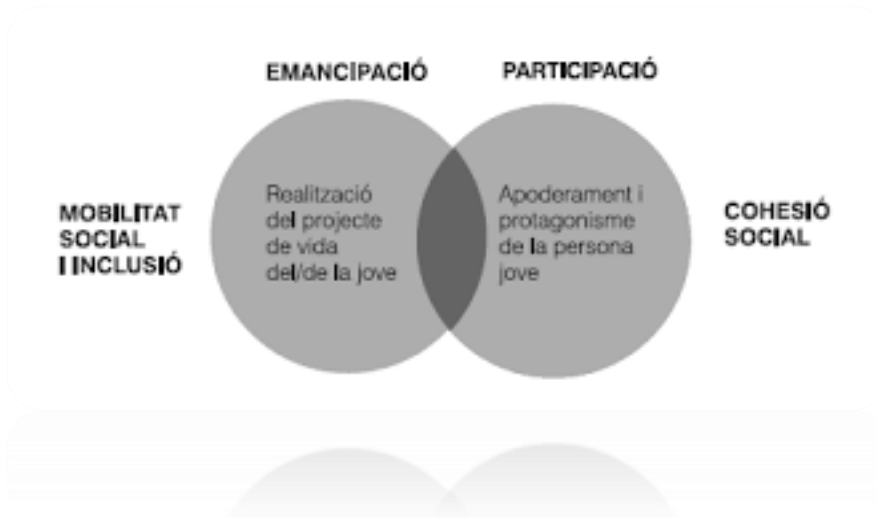 EMANCIPACIÓ
PARTICIPACIÓ
MOBILITAT
SOCIAL
I INCLUSIÓ
Realització
del projecte
de vida
del/de la jove
Apoderament i
protagonisme
de la persona
jove
COHESIÓ
SOCIAL